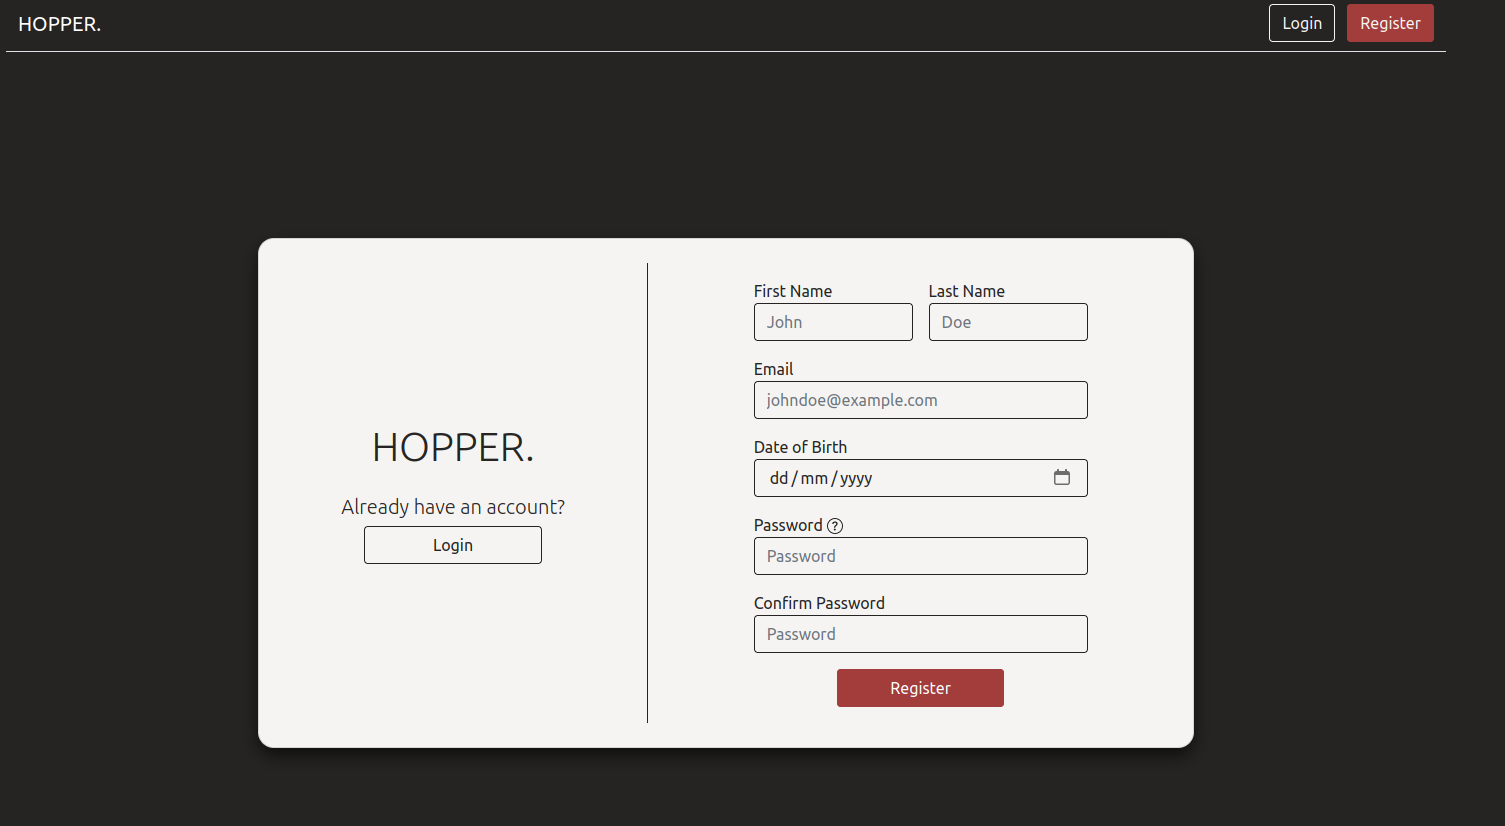 HOPPER.
Login
Register
HOPPER.
Already have an account?
Login
First Name
Last Name
John
Doe
Email
johndoe@example.com
Date of Birth
dd/mm/yyyy
Password ?
Password
Confirm Password
Password
Register